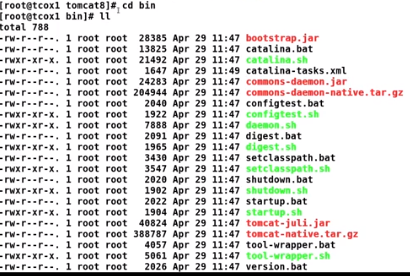 [root@tcox1 tomcat8]# cd bin
[root@tcox1 bin]# ll
total 788
-rw-r--r--. 1 root root 28385 Apr 29 11:47 bootstrap.jar
-rw-r--r--. 1 root root 13825 Apr 29 11:47 catalina.bat
-rwxr-xr-x. 1 root root 21491 Apr 29 11:47 catalina.sh
-rw-r--r--. 1 root root 1647 Apr 29 11:49 catalina-tasks.xml
-rw-r--r--. 1 root root 24283 Apr 29 11:47 commons-daemon.jar
-rw-r--r--. 1 root root 204944 Apr 29 11:47 commons-daemon-native.tar.gz
-rw-r--r--. 1 root root 2040 Apr 29 11:47 configtest.bat
-rwxr-xr-x. 1 root root 1922 Apr 29 11:47 configtest.sh
-rwxr-xr-x. 1 root root 7888 Apr 29 11:47 daemon.sh
-rw-r--r--. 1 root root 2091 Apr 29 11:47 digest.bat
-rwxr-xr-x. 1 root root 1965 Apr 29 11:47 digest.sh
-rw-r--r--. 1 root root 3430 Apr 29 11:47 setclasspath.bat
-rwxr-xr-x. 1 root root 3547 Apr 29 11:47 setclasspath.sh
-rw-r--r--. 1 root root 2020 Apr 29 11:47 shutdown.bat
-rwxr-xr-x. 1 root root 1902 Apr 29 11:47 shutdown.sh
-rw-r--r--. 1 root root 2022 Apr 29 11:47 startup.bat
-rwxr-xr-x. 1 root root 1904 Apr 29 11:47 startup.sh
-rw-r--r--. 1 root root 40824 Apr 29 11:47 tomcat-juli.jar
-rw-r--r--. 1 root root 388787 Apr 29 11:47 tomcat-native.tar.gz
-rw-r--r--. 1 root root 4057 Apr 29 11:47 tool-wrapper.bat
-rwxr-xr-x. 1 root root 5061 Apr 29 11:47 tool-wrapper.sh
-rw-r--r--. 1 root root 2026 Apr 29 11:47 version.bat